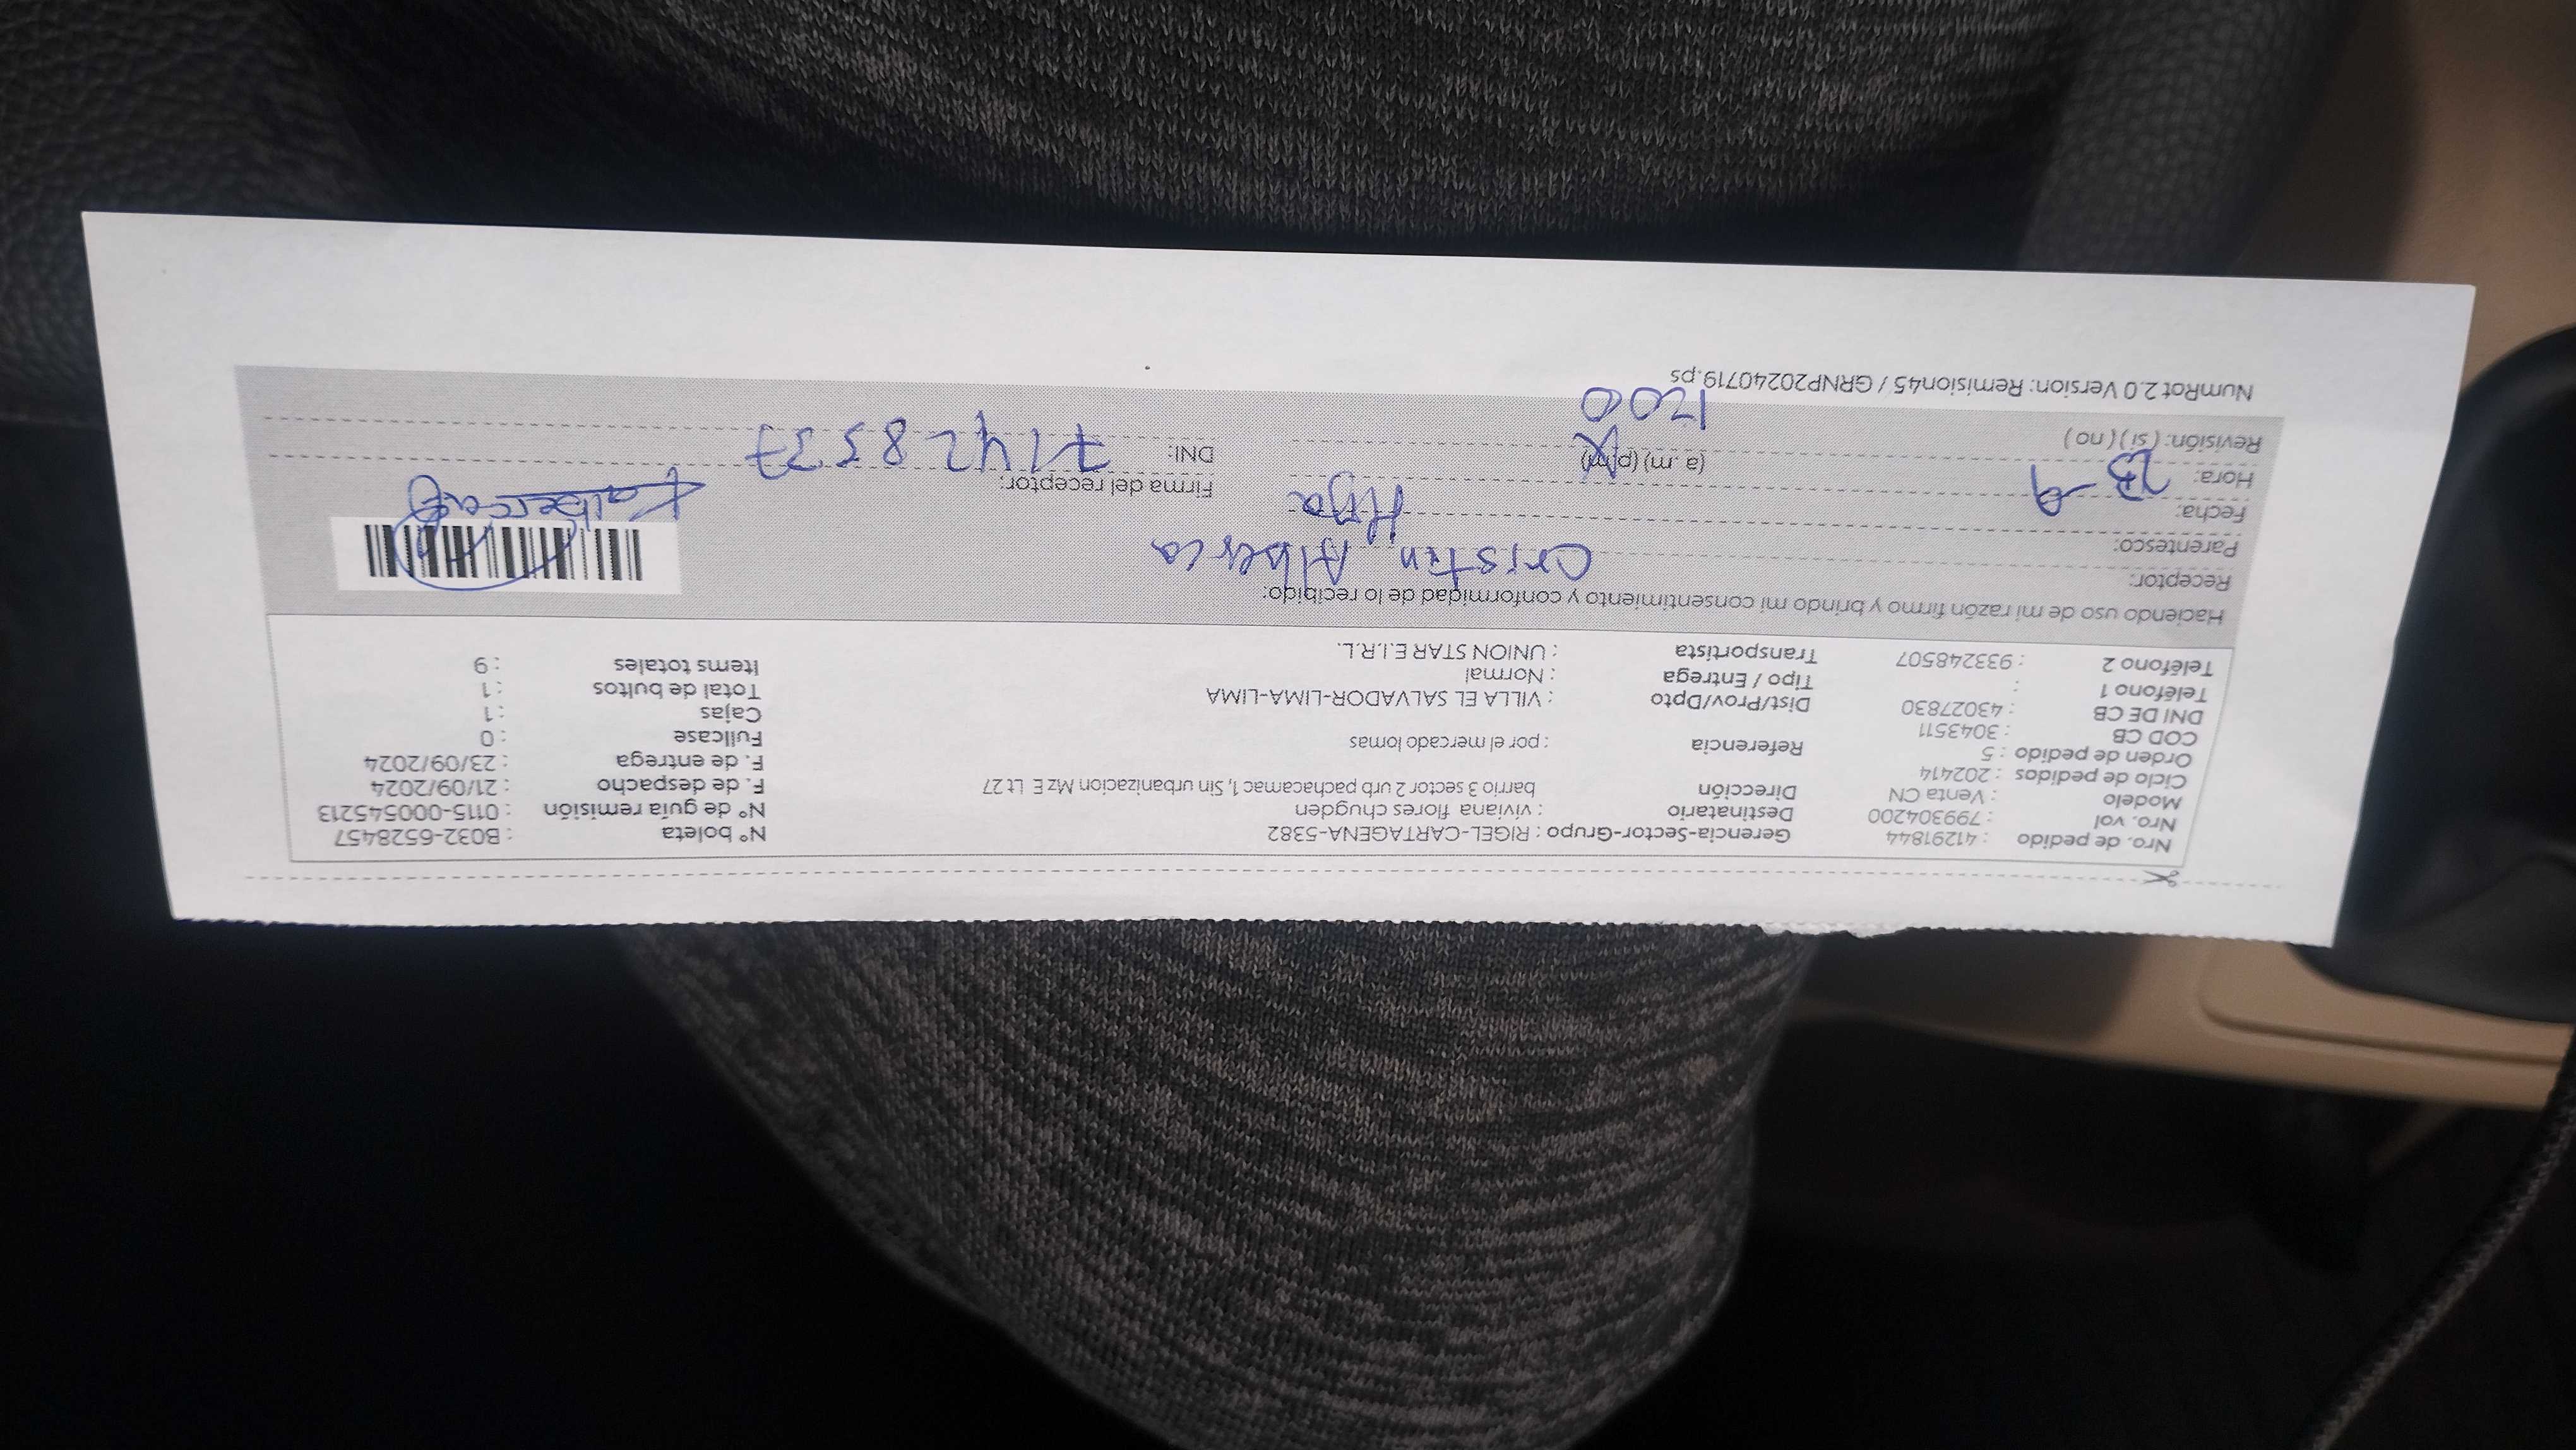 Nro. de pedido : 41291844 Gerencia-Sector-Grupo : RIGEL-CARTAGENA-5382 N° boleta : B032-6528457
Nro. vol : 799304200 Destinatario : viviana flores chugden N° de guía remisión : 0115-000545213
Modelo : Venta CN Dirección barrio 3 sector 2 urb pachacamac 1, Sin urbanizacion Mz E Lt 27 F. de despacho : 21/09/2024
Ciclo de pedidos : 202414 F. de entrega : 23/09/2024
Orden de pedido : 5 Referencia : por el mercado lomas Fullcase : 0
COD CB : 3043511 Cajas : 1
DNI DE CB : 43027830 Dist/Prov/Dpto : VILLA EL SALVADOR-LIMA-LIMA Total de bultos : 1
Teléfono 1 : Tipo / Entrega : Normal Items totales : 9
Teléfono 2 : 933248507 Transportista : UNION STAR E.I.R.L.
Haciendo uso de mi razón firmo y brindo mi consentimiento y conformidad de lo recibido:
Receptor: Cristin Alberca
Parentesco: Hija
Fecha: 23-9 Firma del receptor:
Hora: (a. m) (p. m) DNI: 71428537
Revisión: ( si ) ( no ) 1200
NumRot 2.0 Version: Remision45 / GRNP20240719.ps